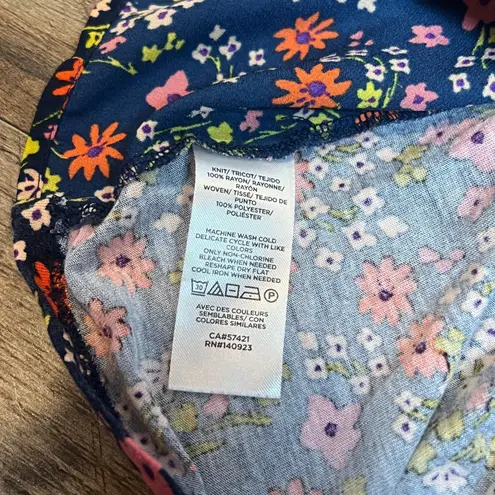 KNIT/ TRICOT/ TEJIDO
100% RAYON/ RAYONNE/
RAYÓN
WOVEN/ TISSÉ/ TEJIDO DE
PUNTO
100% POLYESTER/
POLIÉSTER
MACHINE WASH COLD
DELICATE CYCLE WITH LIKE
COLORS
ONLY NON-CHLORINE
BLEACH WHEN NEEDED
RESHAPE DRY FLAT
COOL IRON WHEN NEEDED
30 P
AVEC DES COULEURS
SEMBLABLES/ CON
COLORES SIMILARES
CA#57421
RN#140923